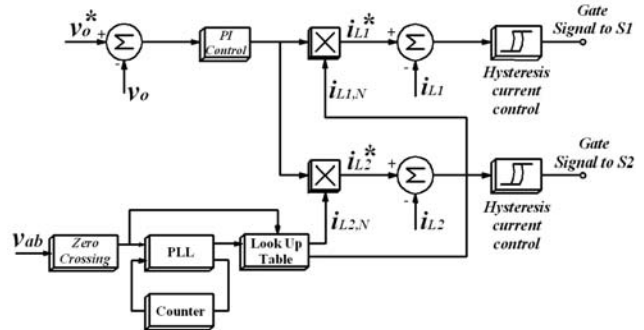 vo*
+
Σ
-
vo
PI
Control
iL1*
+
Σ
-
iL1
iL1,N
Hysteresis
current
control
Gate
Signal to S1
iL2*
+
Σ
-
iL2
iL2,N
Hysteresis
current
control
Gate
Signal to S2
vab
Zero
Crossing
PLL
Look Up
Table
Counter